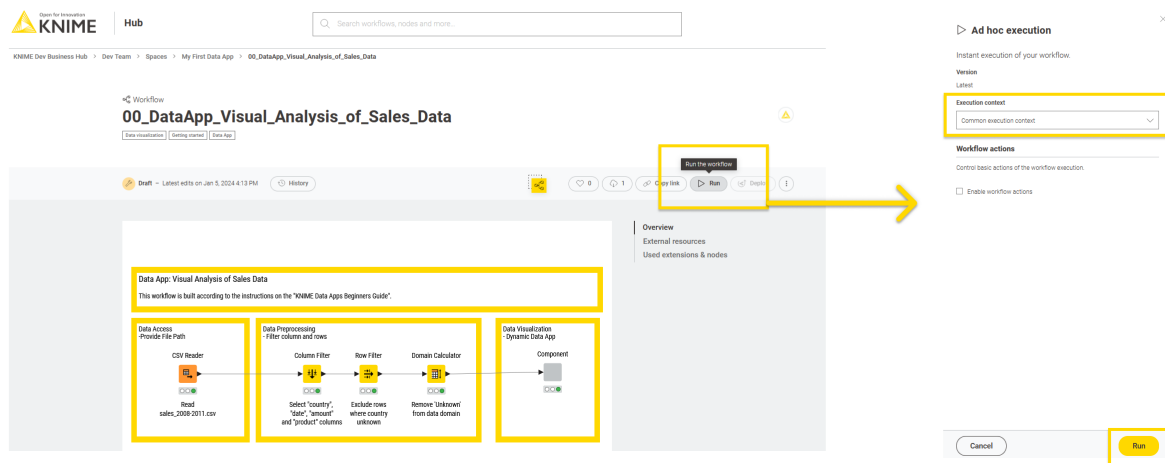 Open for Innovation
KNIME
Hub
Search workflows, nodes and more...
KNIME Dev Business Hub > Dev Team > Spaces > My First Data App > 00_DataApp_Visual_Analysis_of_Sales_Data
Workflow
00_DataApp_Visual_Analysis_of_Sales_Data
Data visualization Getting started Data App
Run the workflow
Draft – Latest edits on Jan 5, 2024 4:13 PM
History
0
1
Copy link
Run
Deploy
Overview
External resources
Used extensions & nodes
Data App: Visual Analysis of Sales Data
This workflow is built according to the instructions on the "KNIME Data Apps Beginners Guide".
Data Access
-Provide File Path
CSV Reader
Read
sales_2008-2011.csv
Data Preprocessing
- Filter column and rows
Column Filter
Select "country",
"date", "amount"
and "product" columns
Row Filter
Exclude rows
where country
unknown
Domain Calculator
Remove 'Unknown'
from data domain
Data Visualization
- Dynamic Data App
Component
Ad hoc execution
Instant execution of your workflow.
Version
Latest
Execution context
Common execution context
Workflow actions
Control basic actions of the workflow execution.
Enable workflow actions
Cancel
Run